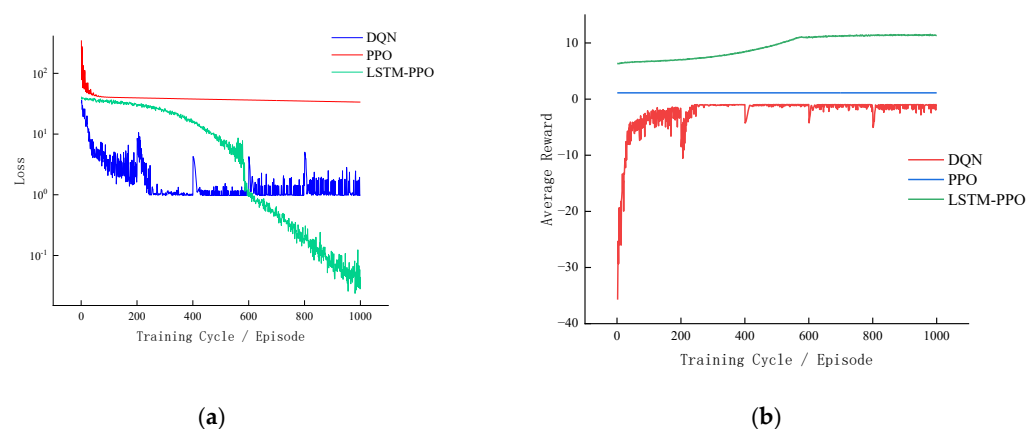 DQN
PPO
LSTM-PPO
10²
10¹
10⁰
10⁻¹
Loss
0
200
400
600
800
1000
Training Cycle / Episode
(a)
10
0
−10
−20
−30
−40
Average Reward
DQN
PPO
LSTM-PPO
0
200
400
600
800
1000
Training Cycle / Episode
(b)